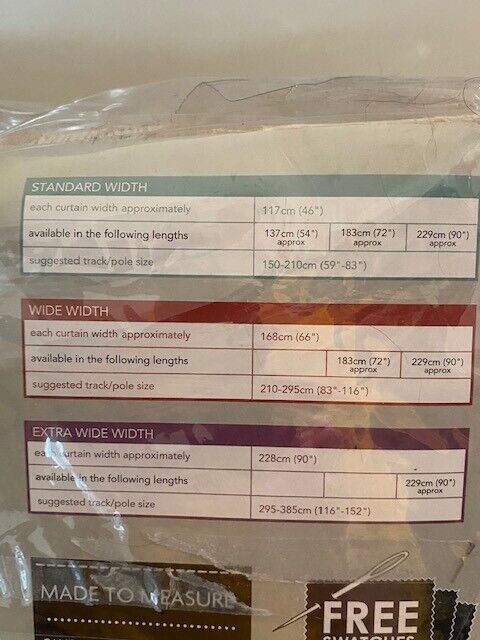 STANDARD WIDTH
each curtain width approximately 117cm (46")
available in the following lengths 137cm (54") approx 183cm (72") approx 229cm (90") approx
suggested track/pole size 150-210cm (59"-83")
WIDE WIDTH
each curtain width approximately 168cm (66")
available in the following lengths 183cm (72") approx 229cm (90") approx
suggested track/pole size 210-295cm (83"-116")
EXTRA WIDE WIDTH
each curtain width approximately 228cm (90")
available in the following lengths 229cm (90") approx
suggested track/pole size 295-385cm (116"-152")
MADE TO MEASURE
FREE
SWATCHES